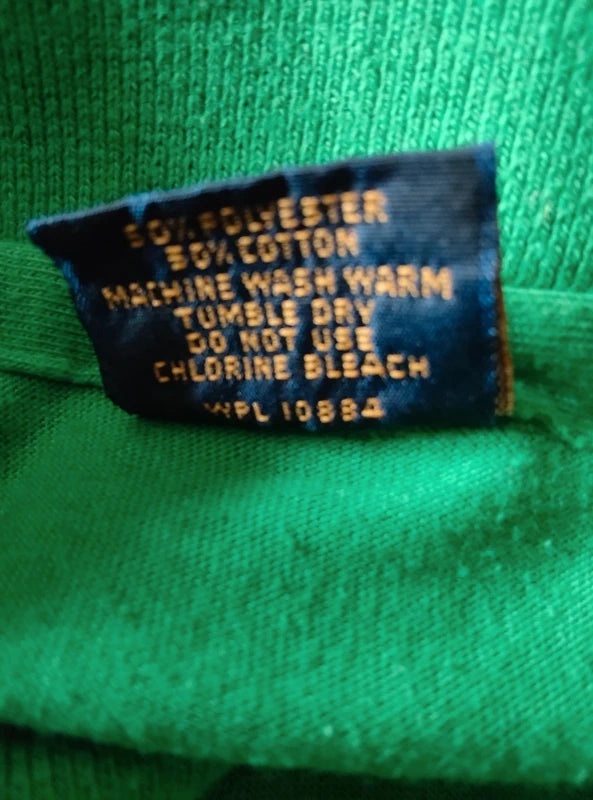 50% POLYESTER
50% COTTON
MACHINE WASH WARM
TUMBLE DRY
DO NOT USE
CHLORINE BLEACH
WPL 10884